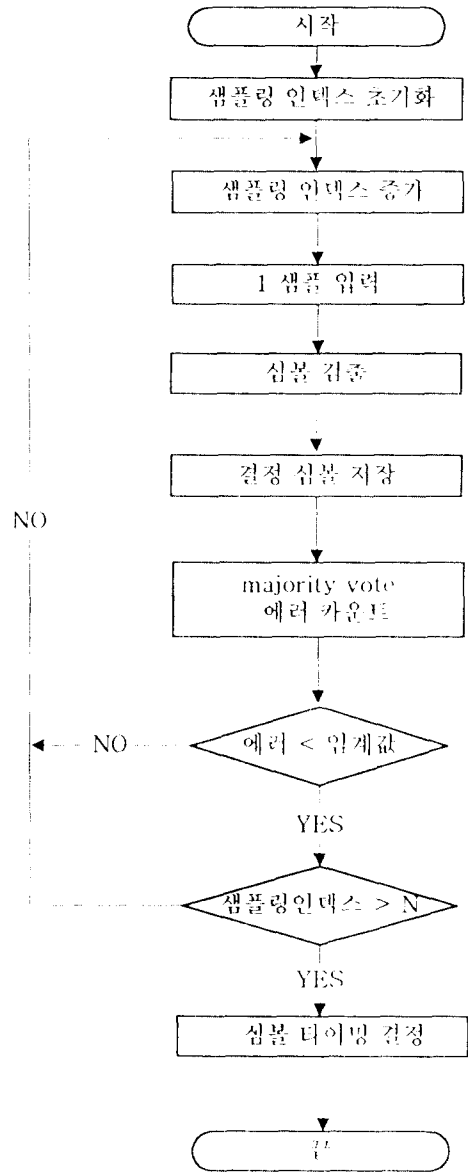 시작
샘플링 인덱스 초기화
샘플링 인덱스 증가
1 샘플 입력
심볼 검출
결정 심볼 저장
NO
majority vote
에러 카운트
NO
에러 < 임계값
YES
샘플링인덱스 > N
YES
심볼 타이밍 결정
끝